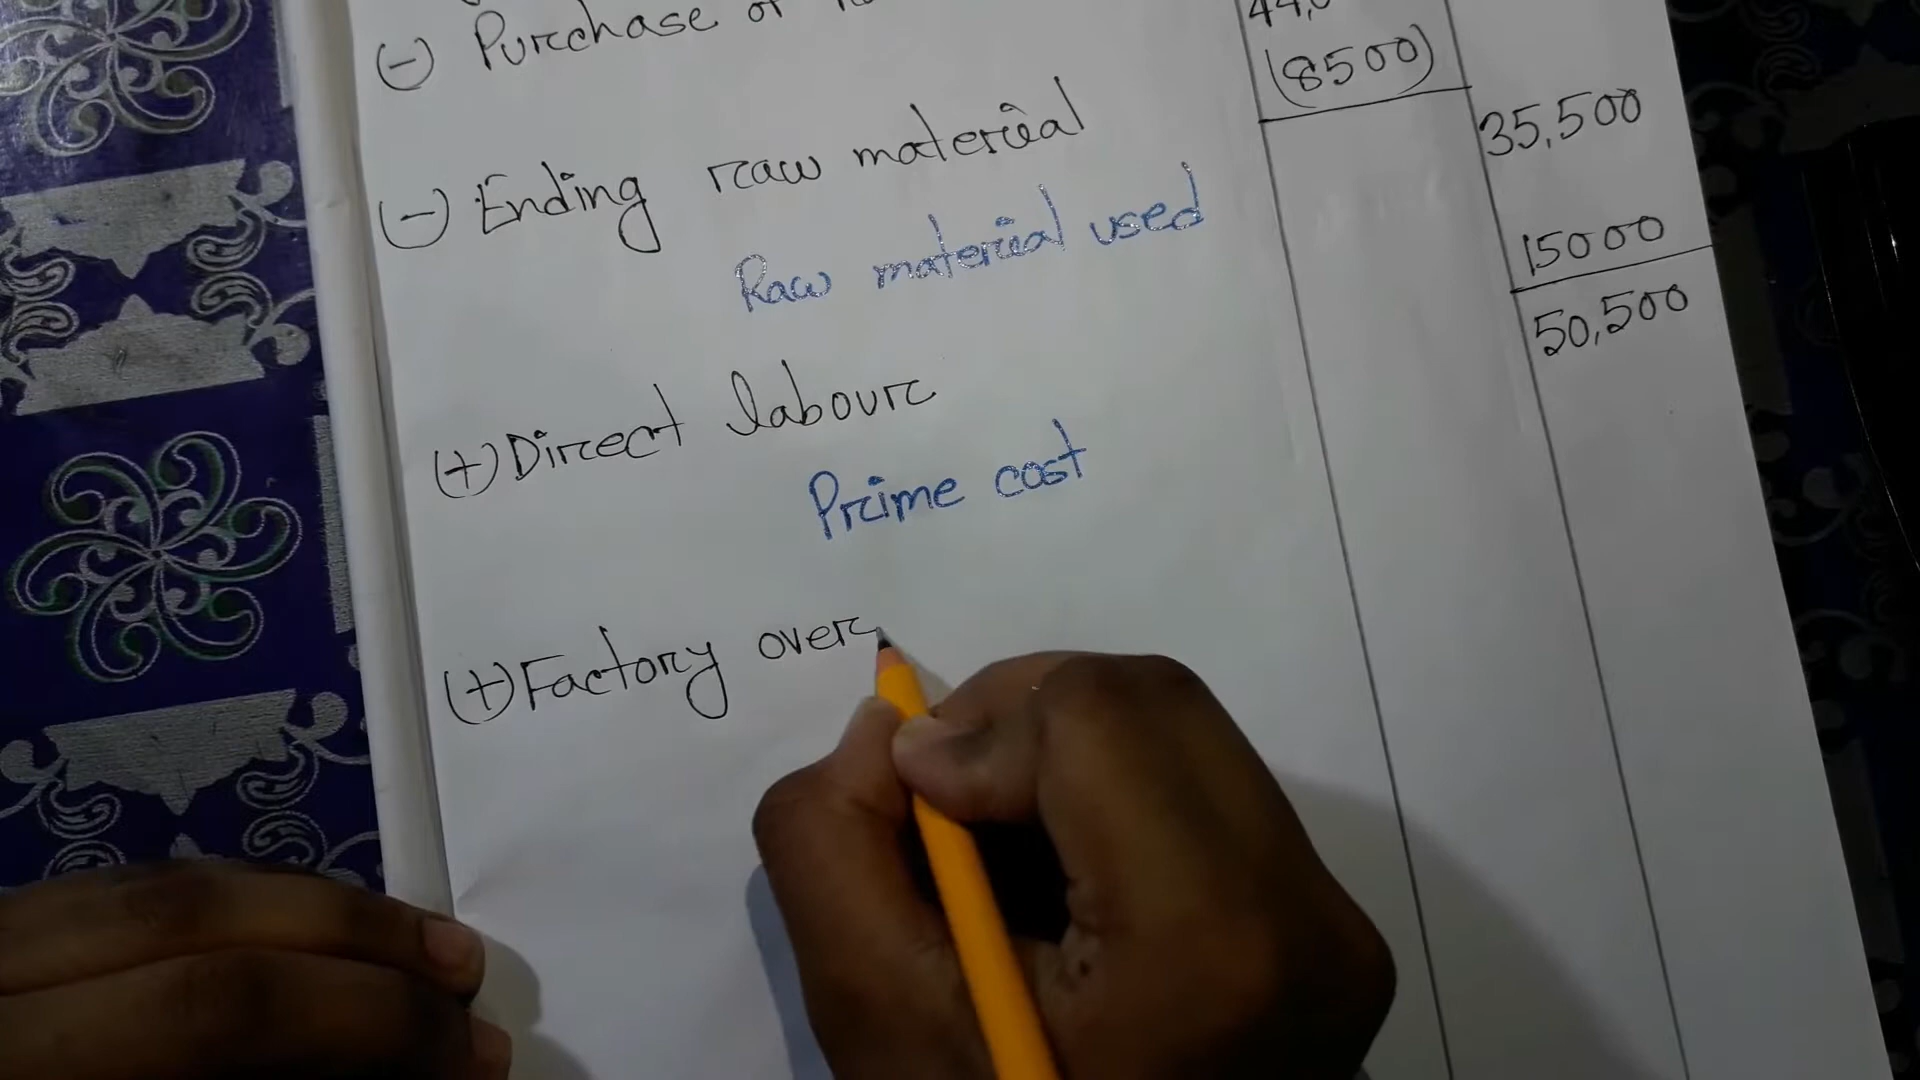 (-) Purchase of
(8500)
(-) Ending raw material
35,500
Raw material used
15000
50,500
(+) Direct labour
Prime cost
(+) Factory over